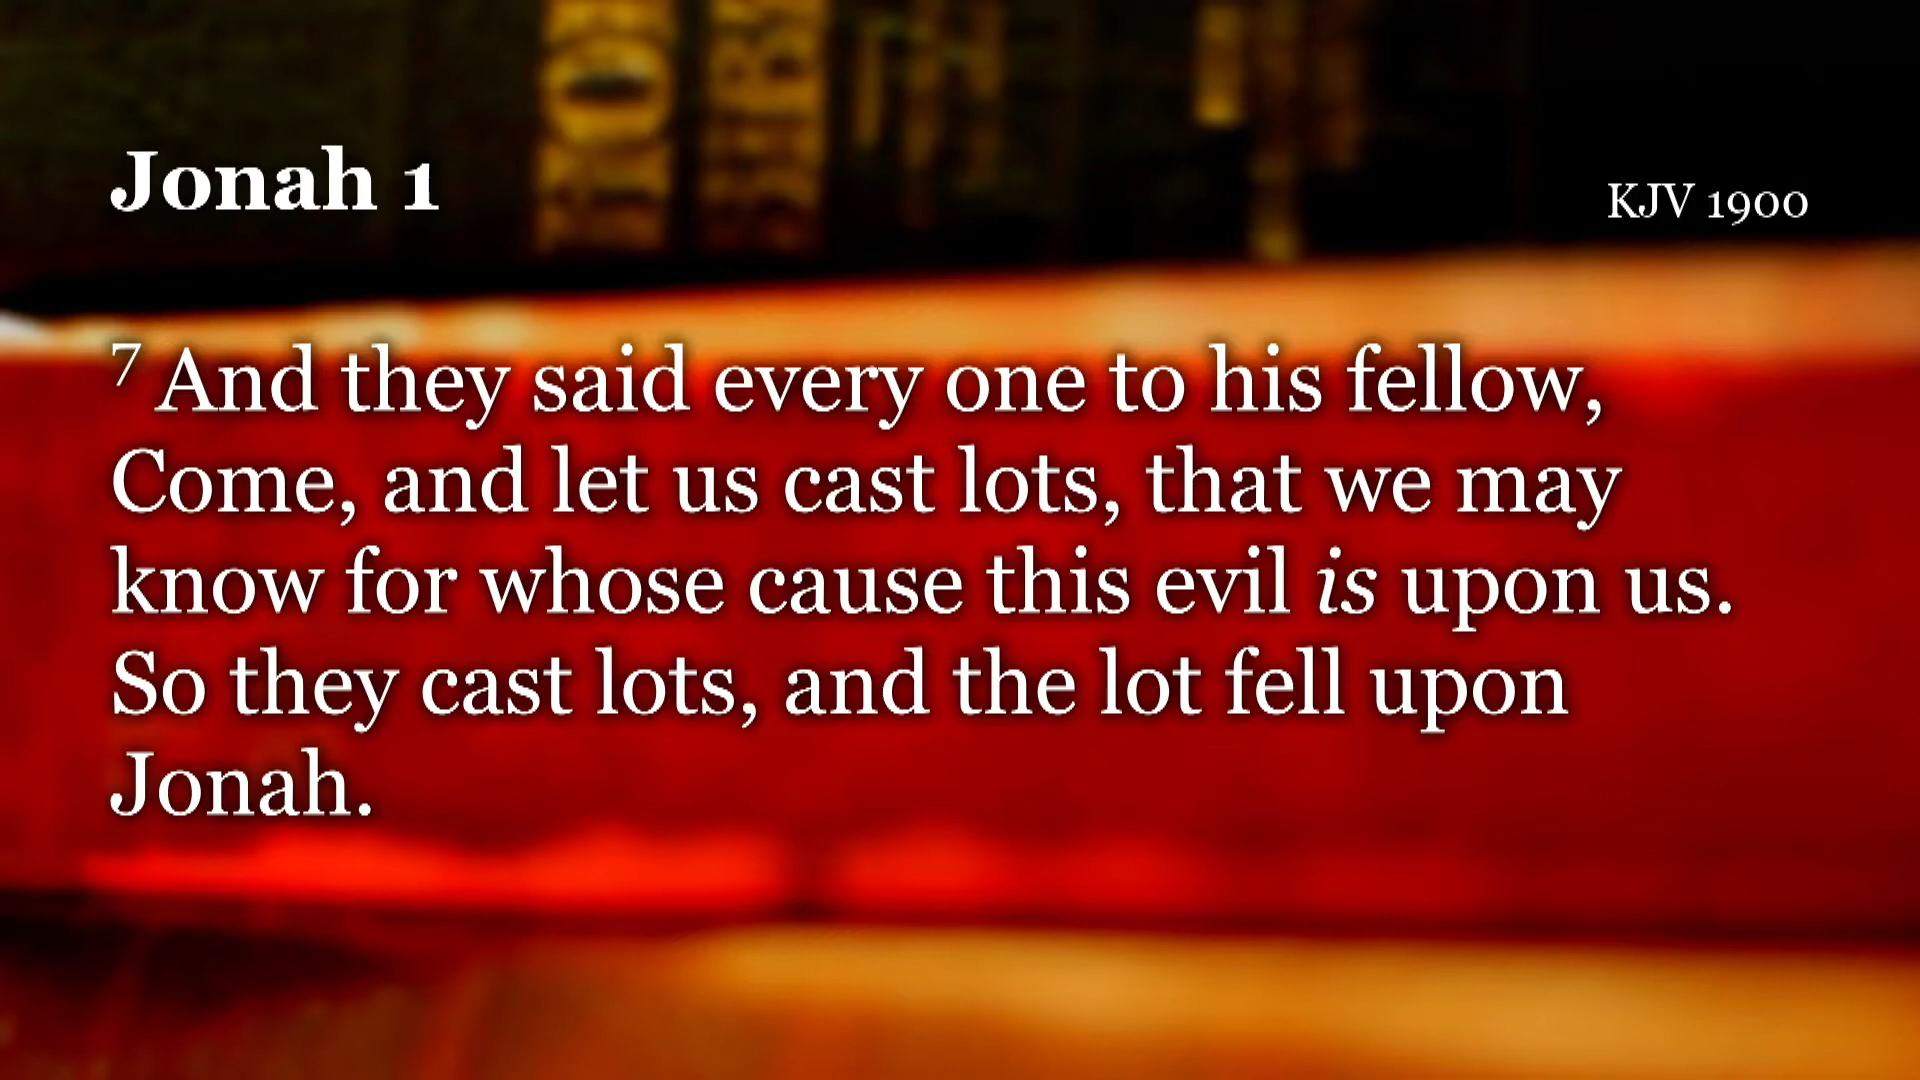 Jonah 1
KJV 1900
7 And they said every one to his fellow,
Come, and let us cast lots, that we may
know for whose cause this evil is upon us.
So they cast lots, and the lot fell upon
Jonah.